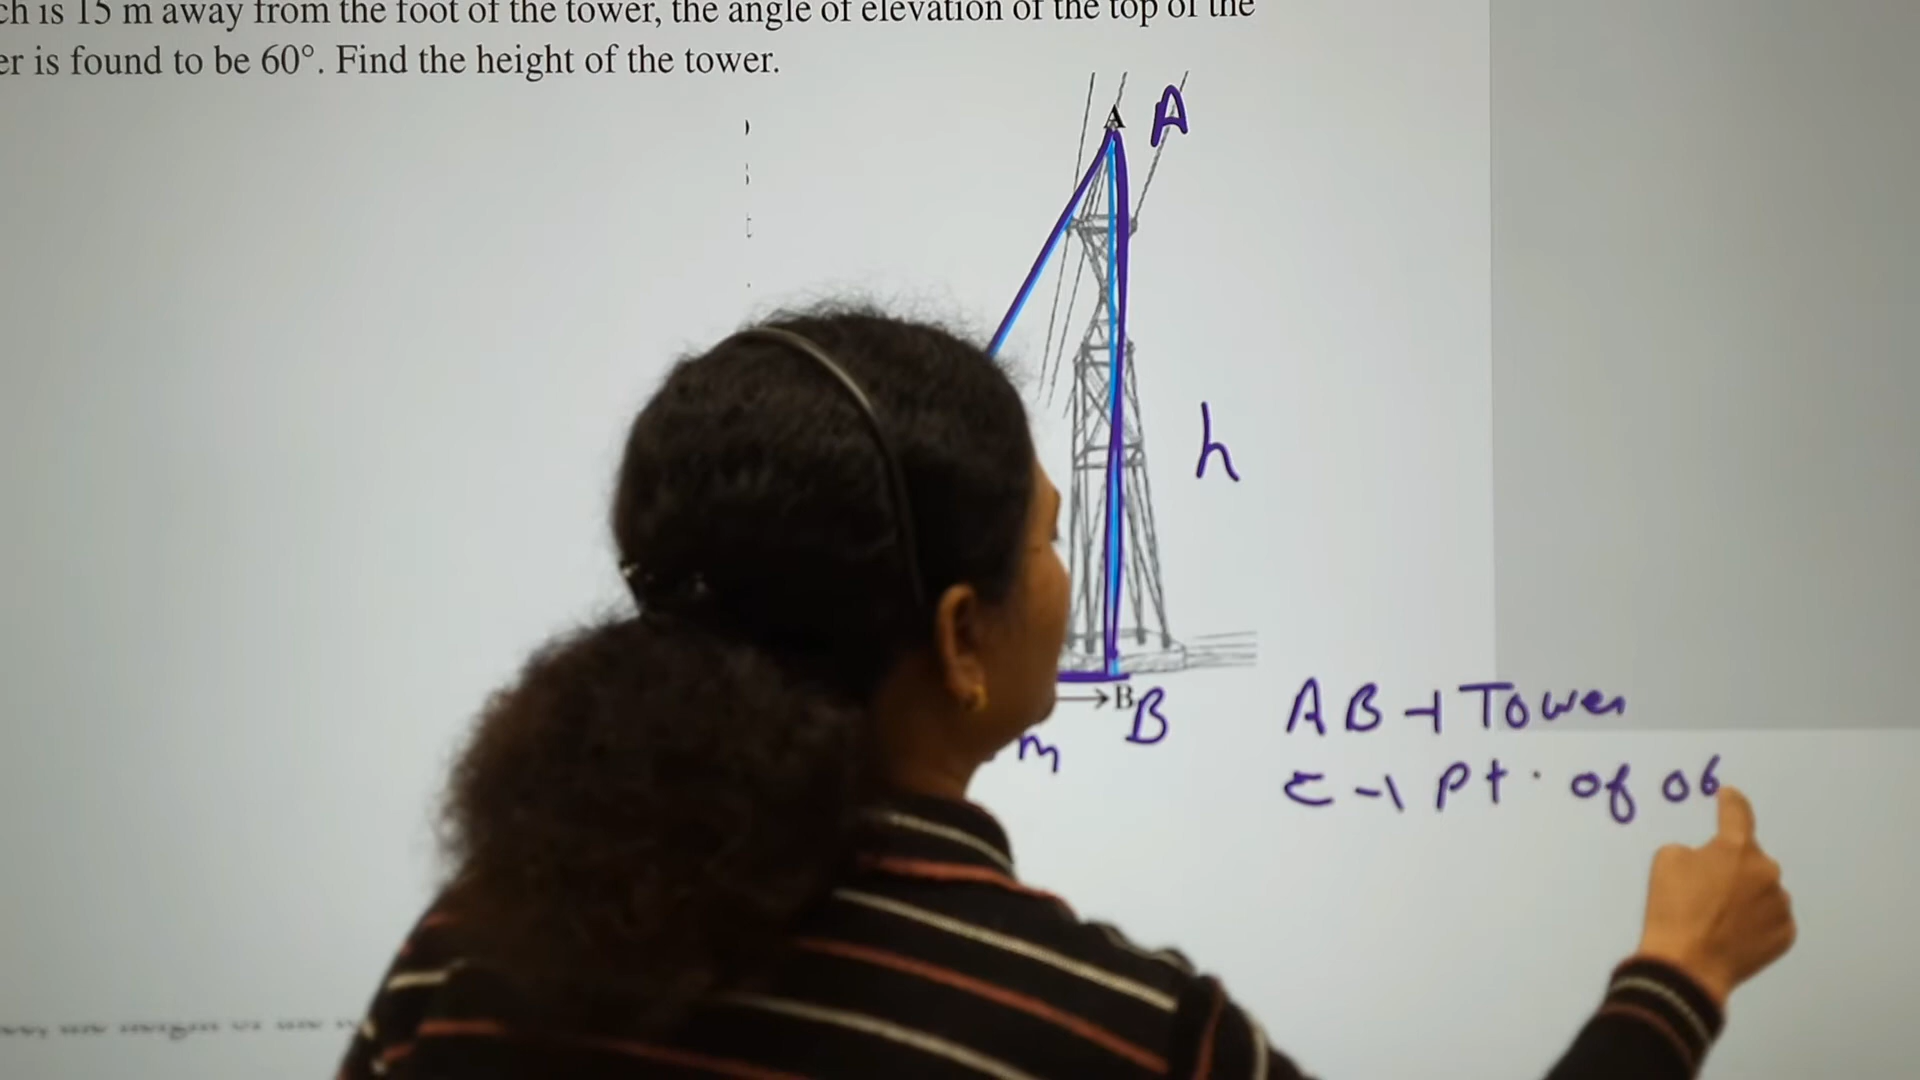 ch is 15 m away from the foot of the tower, the angle of elevation of the top of the
er is found to be 60°. Find the height of the tower.
A A
h
B B
m
AB → Tower
C → Pt. of ob